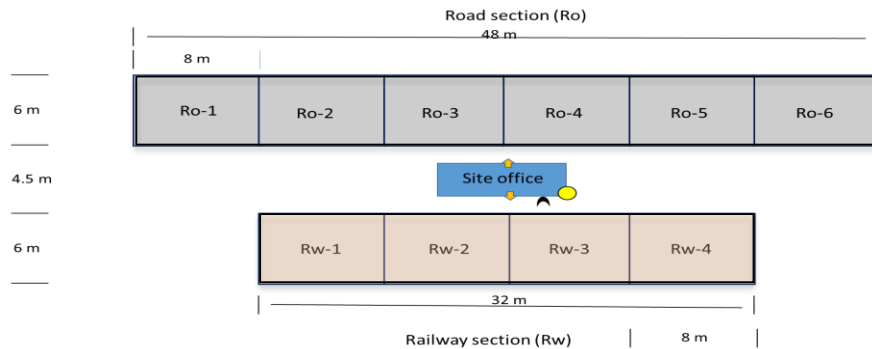 Road section (Ro)
48 m
8 m
6 m
Ro-1 Ro-2 Ro-3 Ro-4 Ro-5 Ro-6
4.5 m
Site office
6 m
Rw-1 Rw-2 Rw-3 Rw-4
32 m
Railway section (Rw)
8 m